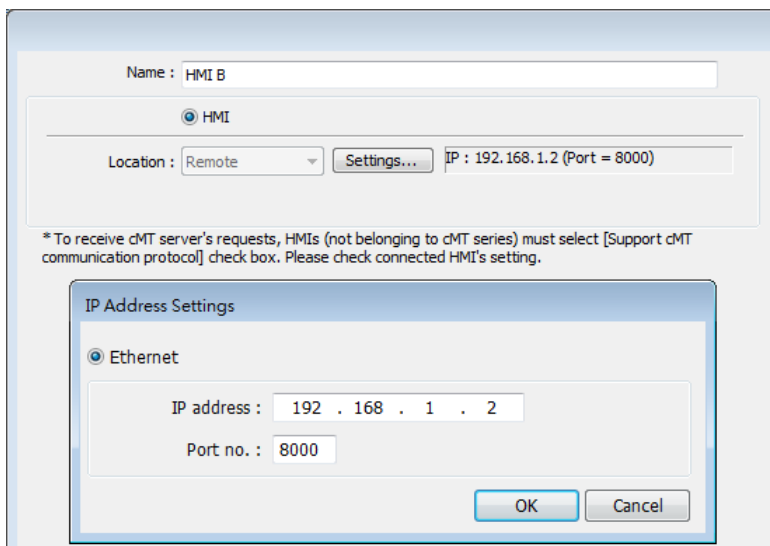 Name : HMI B
HMI
Location : Remote Settings... IP : 192.168.1.2 (Port = 8000)
* To receive cMT server's requests, HMIs (not belonging to cMT series) must select [Support cMT
communication protocol] check box. Please check connected HMI's setting.
IP Address Settings
Ethernet
IP address : 192 . 168 . 1 . 2
Port no. : 8000
OK Cancel